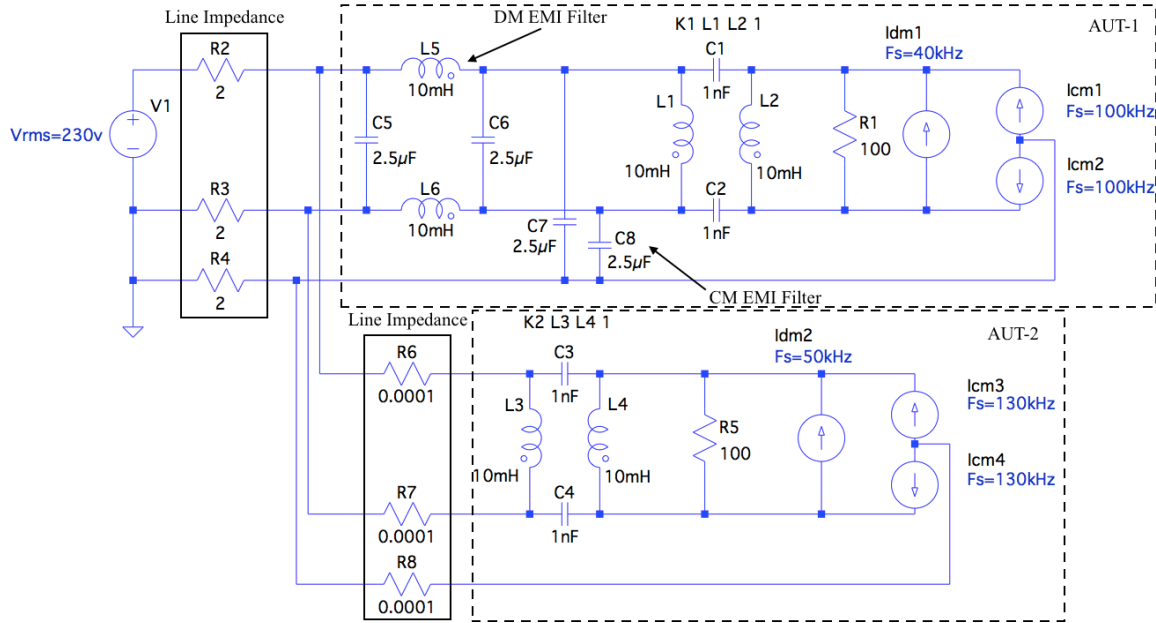 Line Impedance
DM EMI Filter
AUT-1
K1 L1 L2 1
R2
2
V1
Vrms=230v
L5
10mH
C5
2.5µF
C6
2.5µF
C1
1nF
L1
10mH
L2
10mH
R1
100
Idm1
Fs=40kHz
Icm1
Fs=100kHz
Icm2
Fs=100kHz
R3
2
L6
10mH
C2
1nF
C7
2.5µF
C8
2.5µF
R4
2
CM EMI Filter
Line Impedance
K2 L3 L4 1
AUT-2
R6
0.0001
C3
1nF
L3
10mH
L4
10mH
R5
100
Idm2
Fs=50kHz
Icm3
Fs=130kHz
Icm4
Fs=130kHz
R7
0.0001
C4
1nF
R8
0.0001